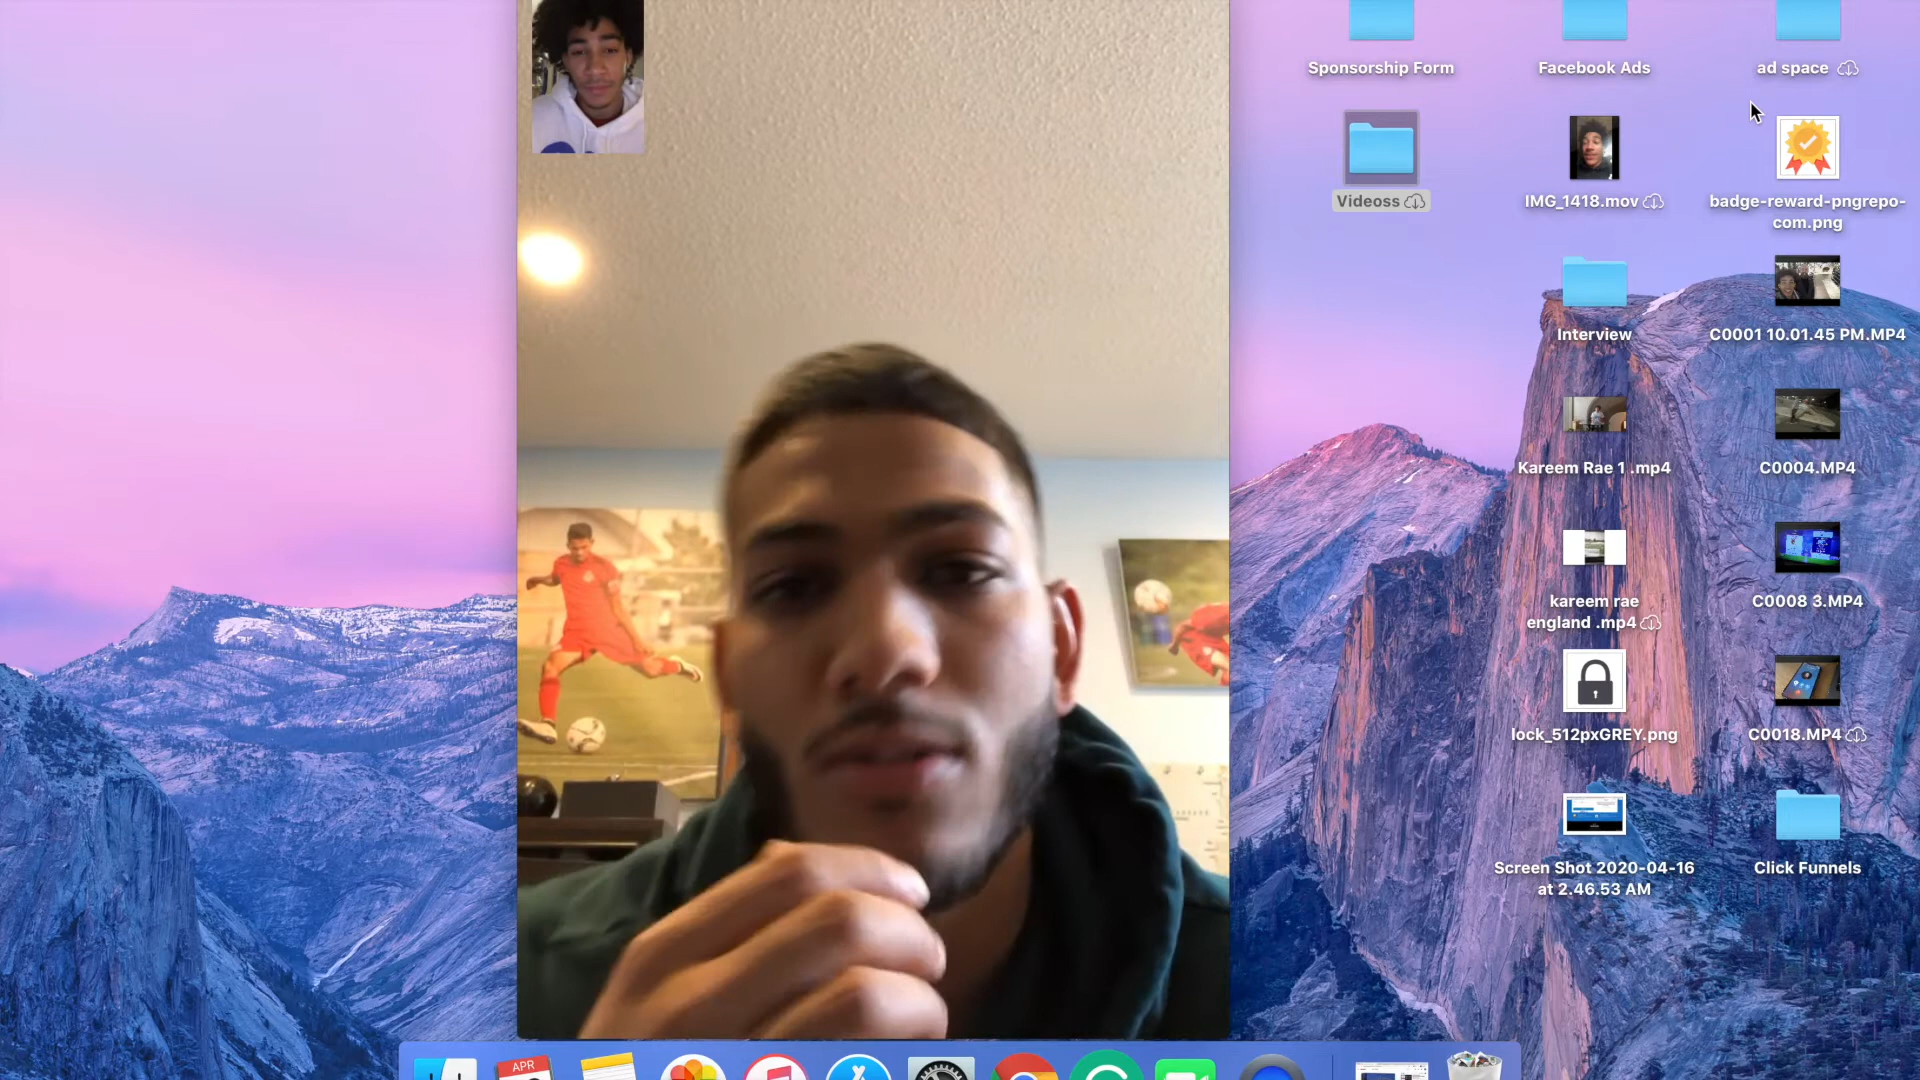 Sponsorship Form
Facebook Ads
ad space
Videoss
IMG_1418.mov
badge-reward-pngrepo-
com.png
Interview
C0001 10.01.45 PM.MP4
Kareem Rae 1 .mp4
C0004.MP4
kareem rae
england .mp4
C0008 3.MP4
lock_512pxGREY.png
C0018.MP4
Screen Shot 2020-04-16
at 2.46.53 AM
Click Funnels
APR